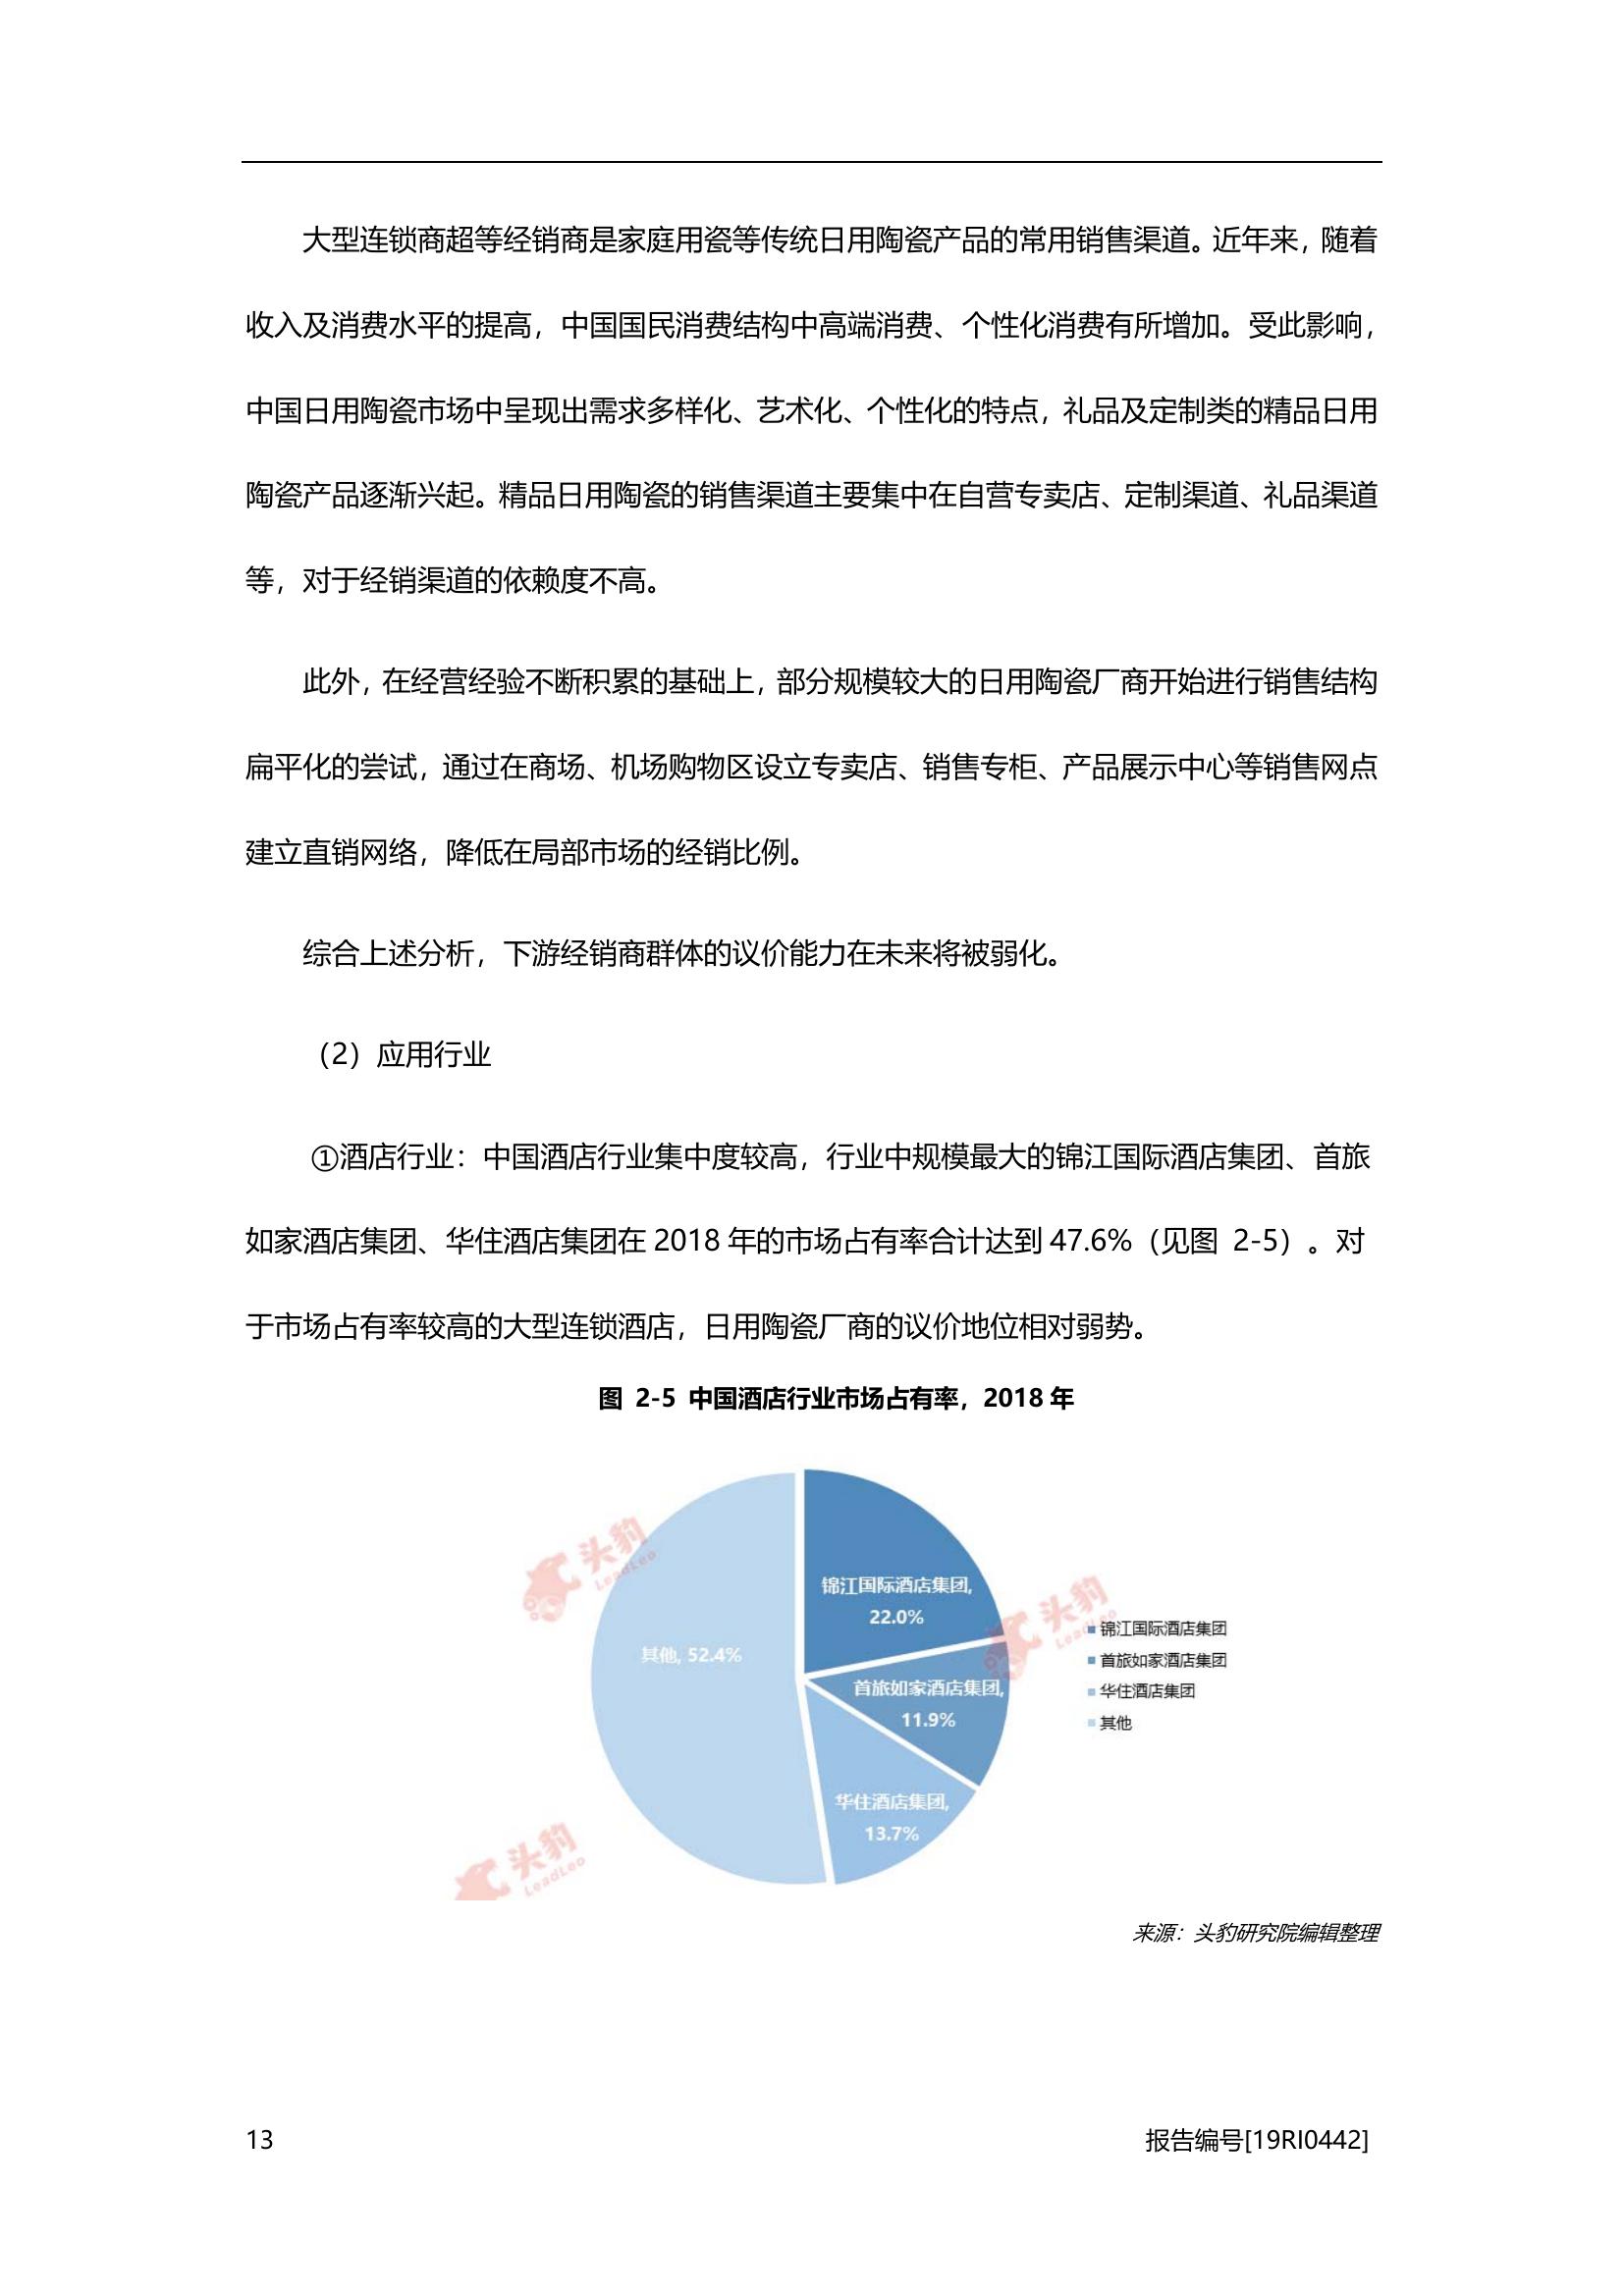 大型连锁商超等经销商是家庭用瓷等传统日用陶瓷产品的常用销售渠道。近年来，随着
收入及消费水平的提高，中国国民消费结构中高端消费、个性化消费有所增加。受此影响，
中国日用陶瓷市场中呈现出需求多样化、艺术化、个性化的特点，礼品及定制类的精品日用
陶瓷产品逐渐兴起。精品日用陶瓷的销售渠道主要集中在自营专卖店、定制渠道、礼品渠道
等，对于经销渠道的依赖度不高。
此外，在经营经验不断积累的基础上，部分规模较大的日用陶瓷厂商开始进行销售结构
扁平化的尝试，通过在商场、机场购物区设立专卖店、销售专柜、产品展示中心等销售网点
建立直销网络，降低在局部市场的经销比例。
综合上述分析，下游经销商群体的议价能力在未来将被弱化。
（2）应用行业
①酒店行业：中国酒店行业集中度较高，行业中规模最大的锦江国际酒店集团、首旅
如家酒店集团、华住酒店集团在 2018 年的市场占有率合计达到 47.6%（见图 2-5）。对
于市场占有率较高的大型连锁酒店，日用陶瓷厂商的议价地位相对弱势。
图 2-5 中国酒店行业市场占有率，2018 年
锦江国际酒店集团,
22.0%
首旅如家酒店集团,
11.9%
华住酒店集团,
13.7%
其他, 52.4%
锦江国际酒店集团
首旅如家酒店集团
华住酒店集团
其他
头豹
LeadLeo
头豹
LeadLeo
头豹
LeadLeo
来源：头豹研究院编辑整理
13
报告编号[19RI0442]